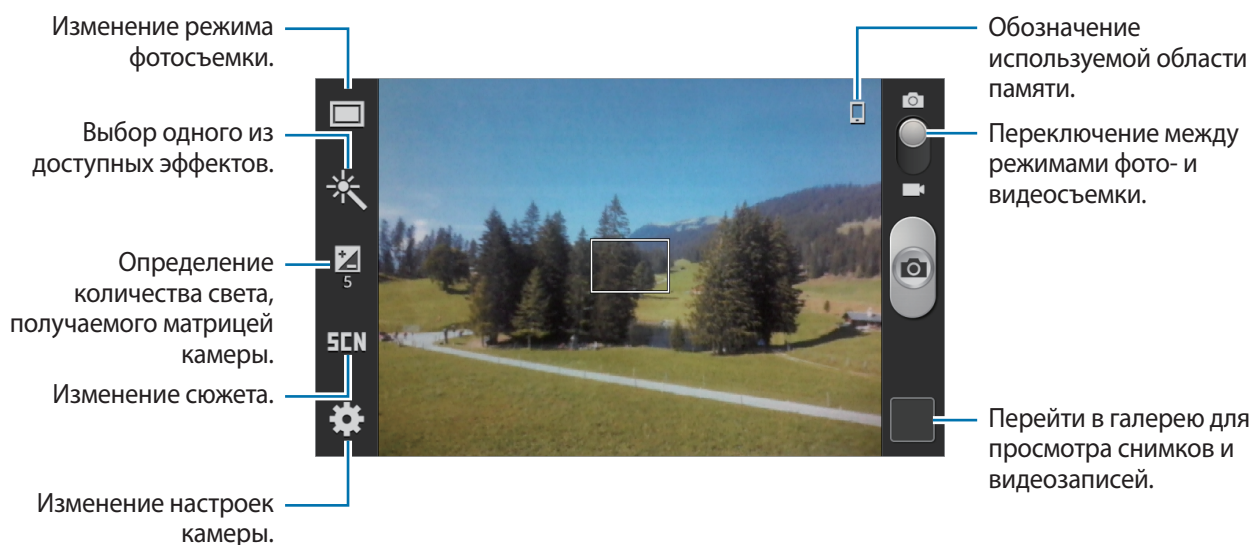 Изменение режима
фотосъемки.
Выбор одного из
доступных эффектов.
Определение
количества света,
получаемого матрицей
камеры.
Изменение сюжета.
Изменение настроек
камеры.
5
SCN
Обозначение
используемой области
памяти.
Переключение между
режимами фото- и
видеосъемки.
Перейти в галерею для
просмотра снимков и
видеозаписей.